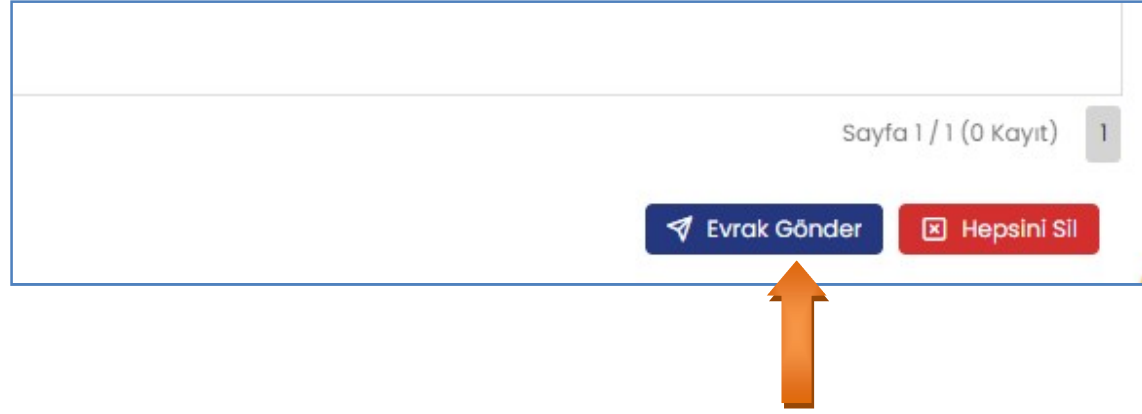 Sayfa 1 / 1 (0 Kayıt) 1
Evrak Gönder Hepsini Sil